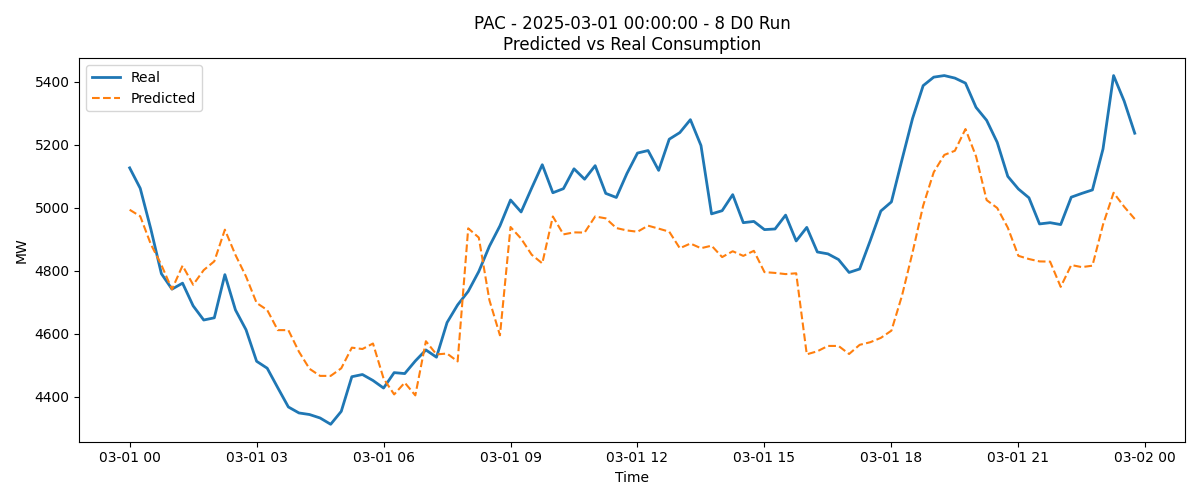 PAC - 2025-03-01 00:00:00 - 8 D0 Run
Predicted vs Real Consumption
Real
Predicted
5400
5200
5000
4800
4600
4400
MW
03-01 00
03-01 03
03-01 06
03-01 09
03-01 12
03-01 15
03-01 18
03-01 21
03-02 00
Time